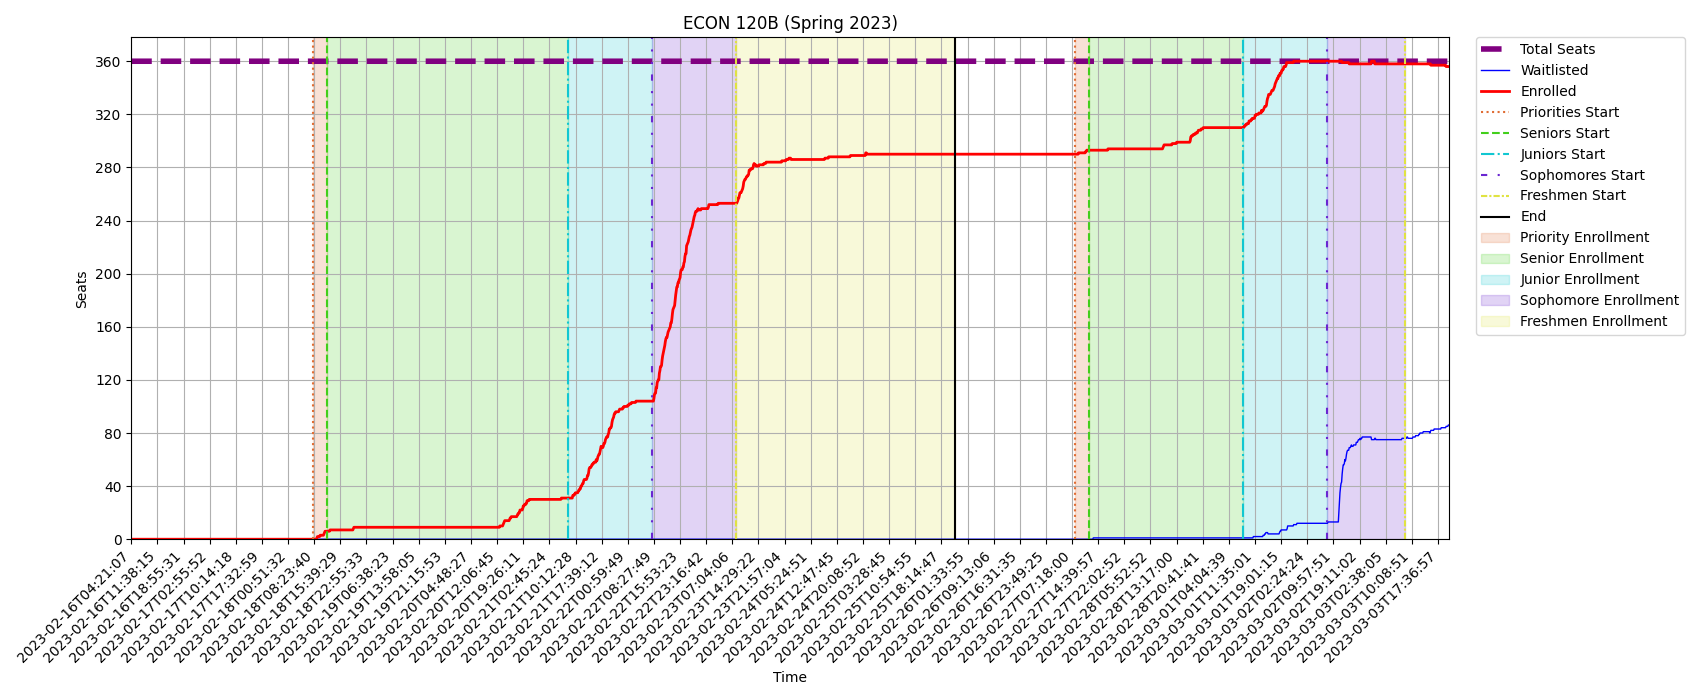 ECON 120B (Spring 2023)
Seats
360
320
280
240
200
160
120
80
40
0
2023-02-16T04:21:07
2023-02-16T11:38:15
2023-02-16T18:55:31
2023-02-17T02:55:52
2023-02-17T10:14:18
2023-02-17T17:32:59
2023-02-18T00:51:32
2023-02-18T08:23:40
2023-02-18T15:39:29
2023-02-18T22:55:33
2023-02-19T06:38:23
2023-02-19T13:58:05
2023-02-19T21:15:53
2023-02-20T04:48:27
2023-02-20T12:06:45
2023-02-20T19:26:11
2023-02-21T02:45:24
2023-02-21T10:12:28
2023-02-21T17:39:12
2023-02-22T00:59:49
2023-02-22T08:27:49
2023-02-22T15:53:23
2023-02-22T23:16:42
2023-02-23T07:04:06
2023-02-23T14:29:22
2023-02-23T21:57:04
2023-02-24T05:24:51
2023-02-24T12:47:45
2023-02-24T20:08:52
2023-02-25T03:28:45
2023-02-25T10:54:55
2023-02-25T18:14:47
2023-02-26T01:33:55
2023-02-26T09:13:06
2023-02-26T16:31:35
2023-02-26T23:49:23
2023-02-27T07:18:00
2023-02-27T14:39:57
2023-02-27T22:02:52
2023-02-28T05:52:52
2023-02-28T13:17:00
2023-02-28T20:41:41
2023-03-01T04:04:39
2023-03-01T11:35:01
2023-03-01T19:01:15
2023-03-02T02:24:24
2023-03-02T09:57:51
2023-03-02T19:11:02
2023-03-03T02:38:05
2023-03-03T10:08:51
2023-03-03T17:36:57
Time
Total Seats
Waitlisted
Enrolled
Priorities Start
Seniors Start
Juniors Start
Sophomores Start
Freshmen Start
End
Priority Enrollment
Senior Enrollment
Junior Enrollment
Sophomore Enrollment
Freshmen Enrollment